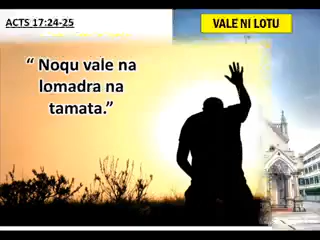 ACTS 17:24-25
VALE NI LOTU
“ Noqu vale na
lomadra na
tamata.”